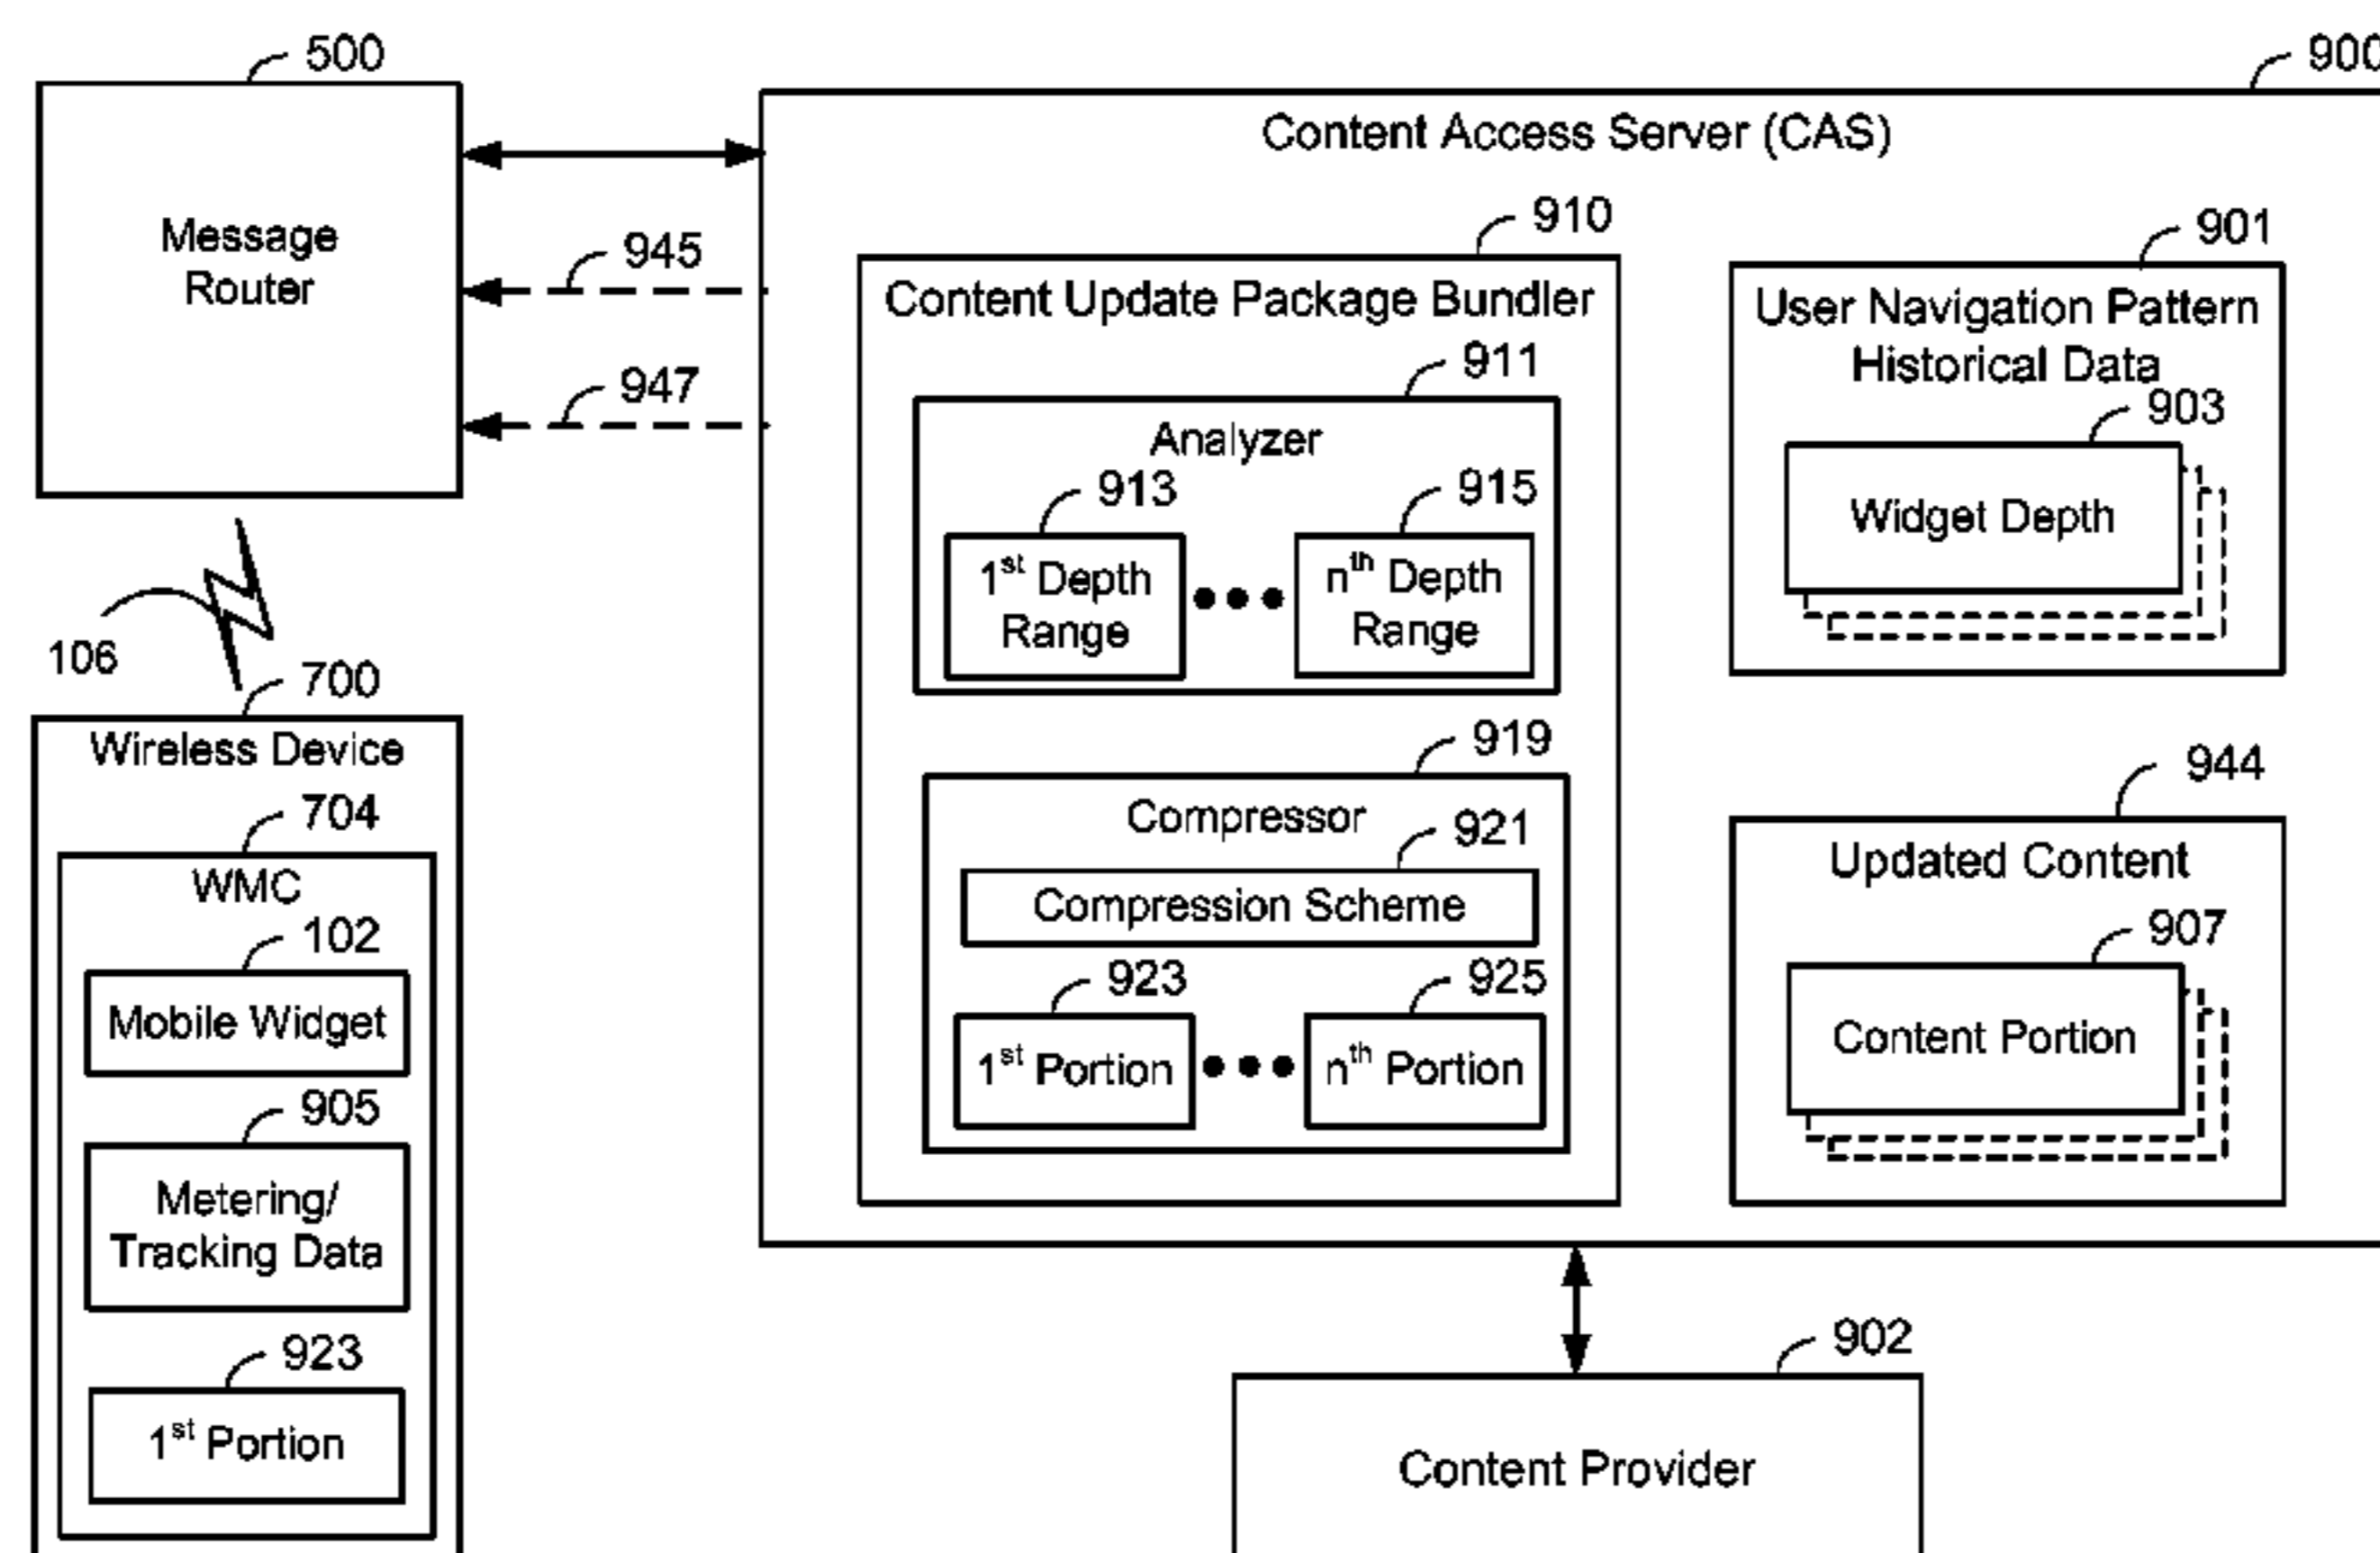 500
Message
Router
945
947
106
700
Wireless Device
704
WMC
102
Mobile Widget
905
Metering/
Tracking Data
923
1st Portion
900
Content Access Server (CAS)
910
Content Update Package Bundler
911
Analyzer
913
1st Depth
Range
915
nth Depth
Range
919
Compressor
921
Compression Scheme
923
1st Portion
925
nth Portion
901
User Navigation Pattern
Historical Data
903
Widget Depth
944
Updated Content
907
Content Portion
902
Content Provider